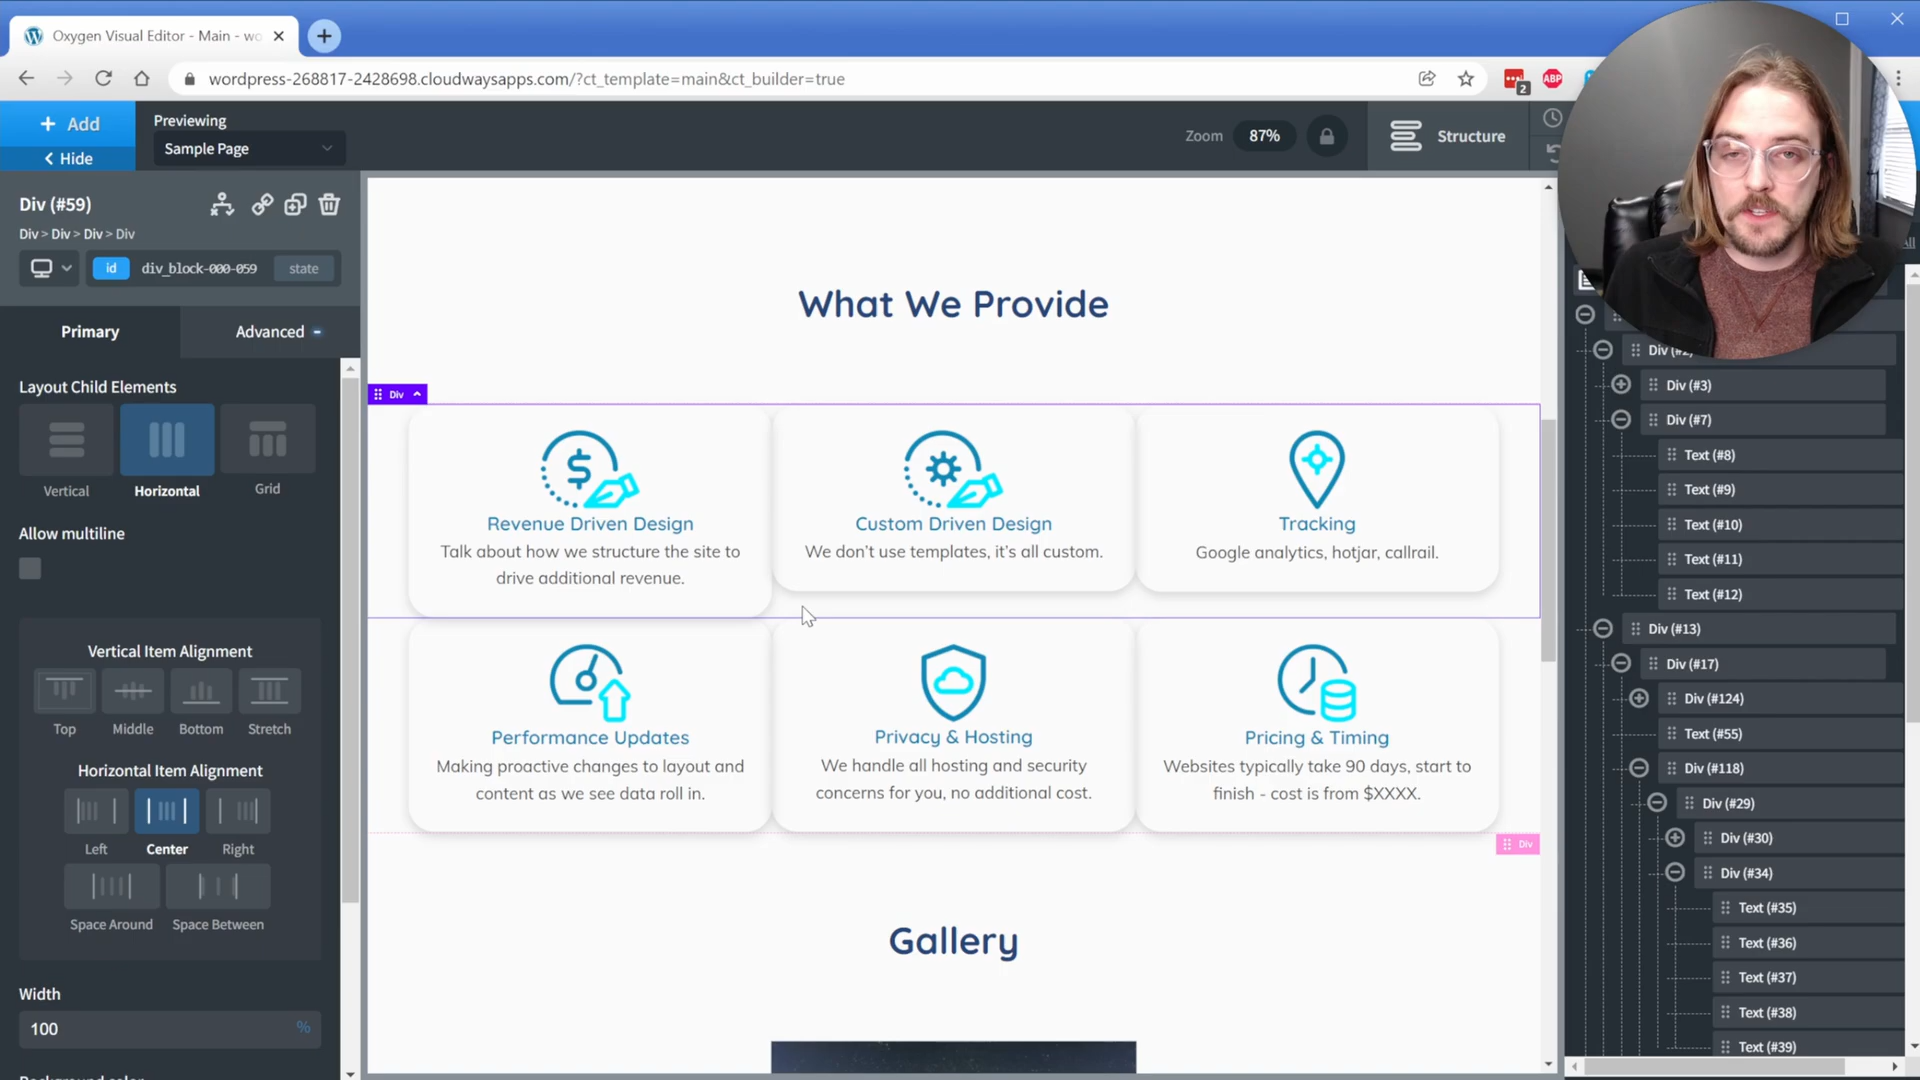 Oxygen Visual Editor - Main - wo
wordpress-268817-2428698.cloudwaysapps.com/?ct_template=main&ct_builder=true
2
ABP
+ Add
Hide
Previewing
Sample Page
Zoom
87%
Structure
Div (#59)
Div > Div > Div > Div
id
div_block-000-059
state
Primary
Advanced
Layout Child Elements
Vertical
Horizontal
Grid
Allow multiline
Vertical Item Alignment
Top
Middle
Bottom
Stretch
Horizontal Item Alignment
Left
Center
Right
Space Around
Space Between
Width
100
%
What We Provide
Div
Revenue Driven Design
Talk about how we structure the site to
drive additional revenue.
Custom Driven Design
We don't use templates, it's all custom.
Tracking
Google analytics, hotjar, callrail.
Performance Updates
Making proactive changes to layout and
content as we see data roll in.
Privacy & Hosting
We handle all hosting and security
concerns for you, no additional cost.
Pricing & Timing
Websites typically take 90 days, start to
finish - cost is from $XXXX.
Div
Gallery
Div (#3)
Div (#7)
Text (#8)
Text (#9)
Text (#10)
Text (#11)
Text (#12)
Div (#13)
Div (#17)
Div (#124)
Text (#55)
Div (#118)
Div (#29)
Div (#30)
Div (#34)
Text (#35)
Text (#36)
Text (#37)
Text (#38)
Text (#39)